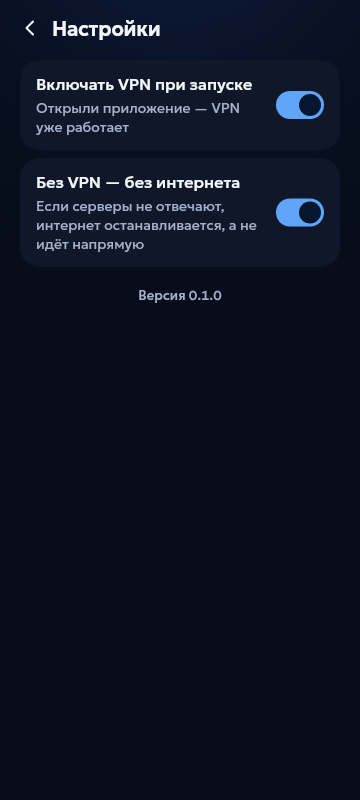 Настройки
Включать VPN при запуске
Открыли приложение — VPN
уже работает
Без VPN — без интернета
Если серверы не отвечают,
интернет останавливается, а не
идёт напрямую
Версия 0.1.0